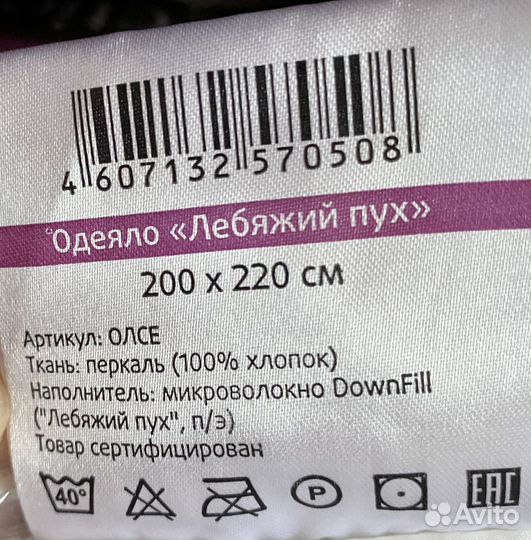 4 607132 570508
Одеяло «Лебяжий пух»
200 x 220 см
Артикул: ОЛСЕ
Ткань: перкаль (100% хлопок)
Наполнитель: микроволокно DownFill
("Лебяжий пух", п/э)
Товар сертифицирован
40° P EAC
Avito